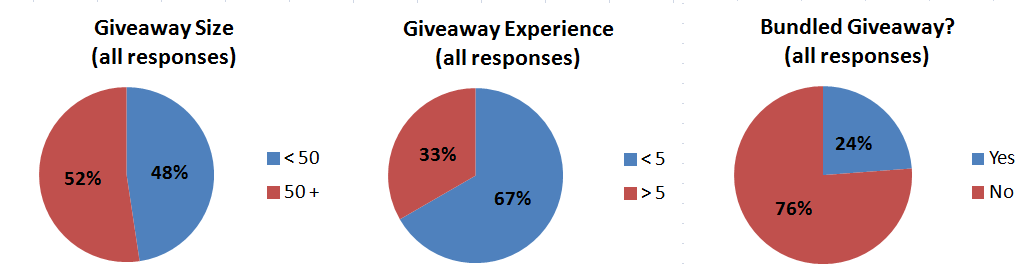 Giveaway Size
(all responses)
52%
48%
< 50
50 +
Giveaway Experience
(all responses)
33%
67%
< 5
> 5
Bundled Giveaway?
(all responses)
24%
76%
Yes
No